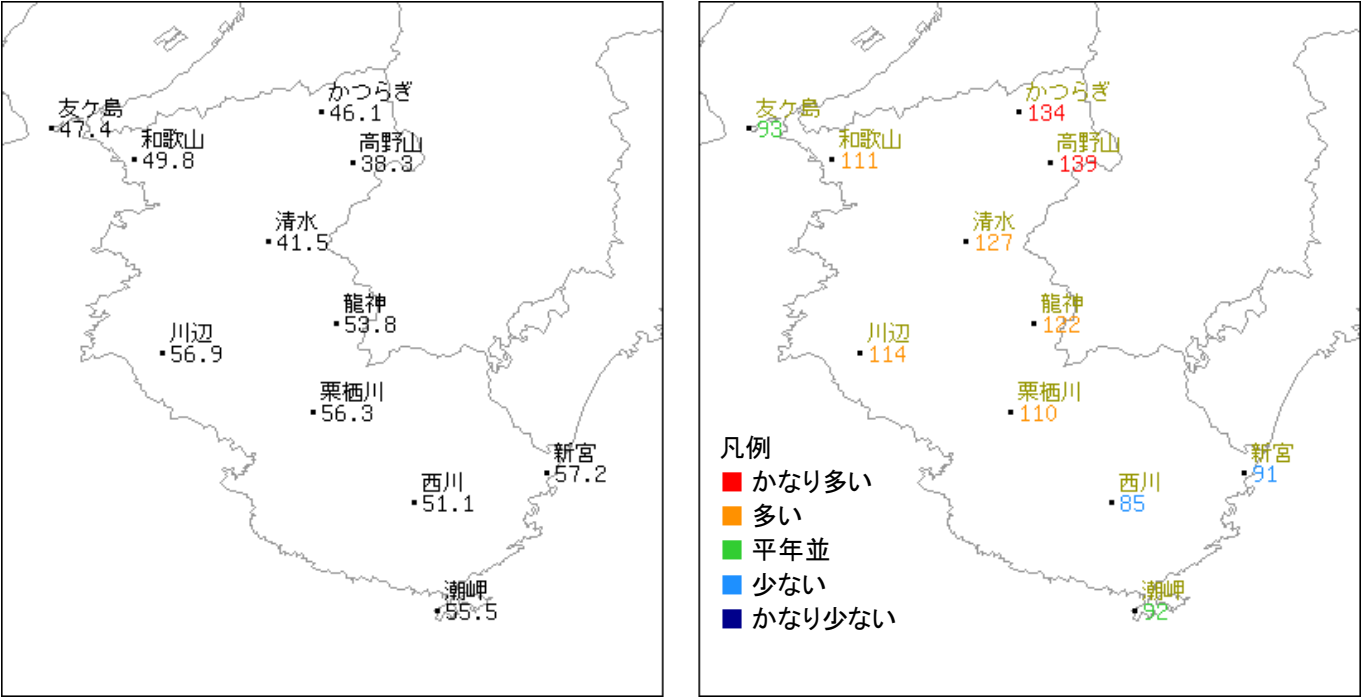 かつらぎ
46.1
友ケ島
47.4
和歌山
49.8
高野山
38.3
清水
41.5
龍神
53.8
川辺
56.9
栗栖川
56.3
新宮
57.2
西川
51.1
潮岬
55.5
かつらぎ
134
友ケ島
93
和歌山
111
高野山
139
清水
127
龍神
122
川辺
114
栗栖川
110
新宮
91
西川
85
潮岬
92
凡例
かなり多い
多い
平年並
少ない
かなり少ない